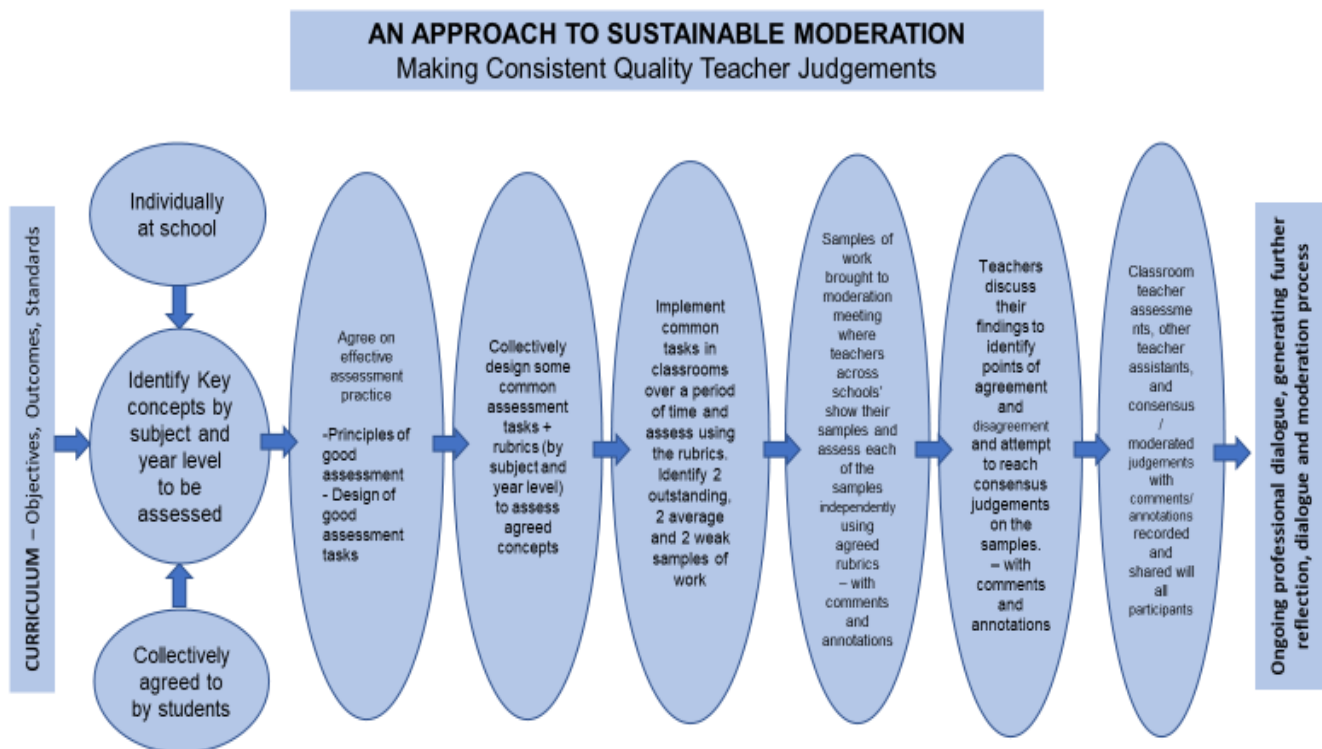 AN APPROACH TO SUSTAINABLE MODERATION
Making Consistent Quality Teacher Judgements
CURRICULUM – Objectives, Outcomes, Standards
Individually
at school
Identify Key
concepts by
subject and
year level
to be
assessed
Collectively
agreed to
by students
Agree on
effective
assessment
practice
-Principles of
good
assessment
- Design of
good
assessment
tasks
Collectively
design some
common
assessment
tasks +
rubrics (by
subject and
year level)
to assess
agreed
concepts
Implement
common
tasks in
classrooms
over a period
of time and
assess using
the rubrics.
Identify 2
outstanding,
2 average
and 2 weak
samples of
work
Samples of
work
brought to
moderation
meeting
where
teachers
across
schools'
show their
samples and
assess each
of the
samples
independently
using
agreed
rubrics
– with
comments
and
annotations
Teachers
discuss
their
findings to
identify
points of
agreement
and
disagreement
and attempt
to reach
consensus
judgements
on the
samples.
– with
comments
and
annotations
Classroom
teacher
assessme
nts, other
teacher
assistants,
and
consensus
/
moderated
judgements
with
comments/
annotations
recorded
and
shared will
all
participants
Ongoing professional dialogue, generating further
reflection, dialogue and moderation process